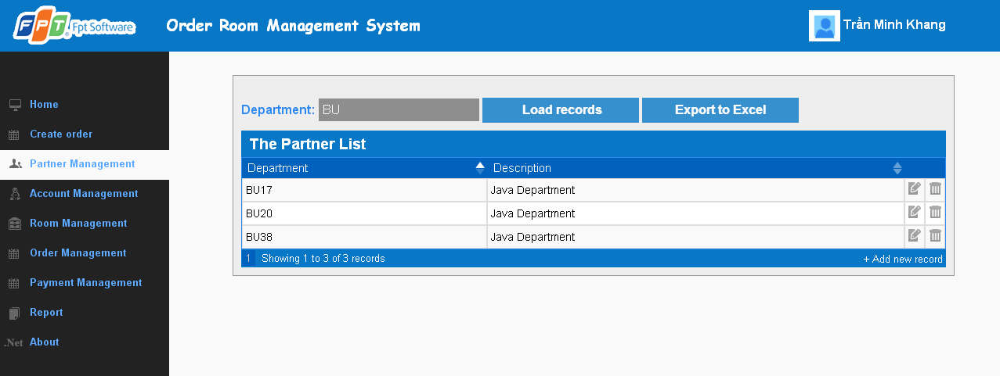 FPT Fpt Software
Order Room Management System
Trần Minh Khang
Home
Create order
Partner Management
Account Management
Room Management
Order Management
Payment Management
Report
.Net About
Department: BU Load records Export to Excel
The Partner List
Department Description
BU17 Java Department
BU20 Java Department
BU38 Java Department
1 Showing 1 to 3 of 3 records + Add new record